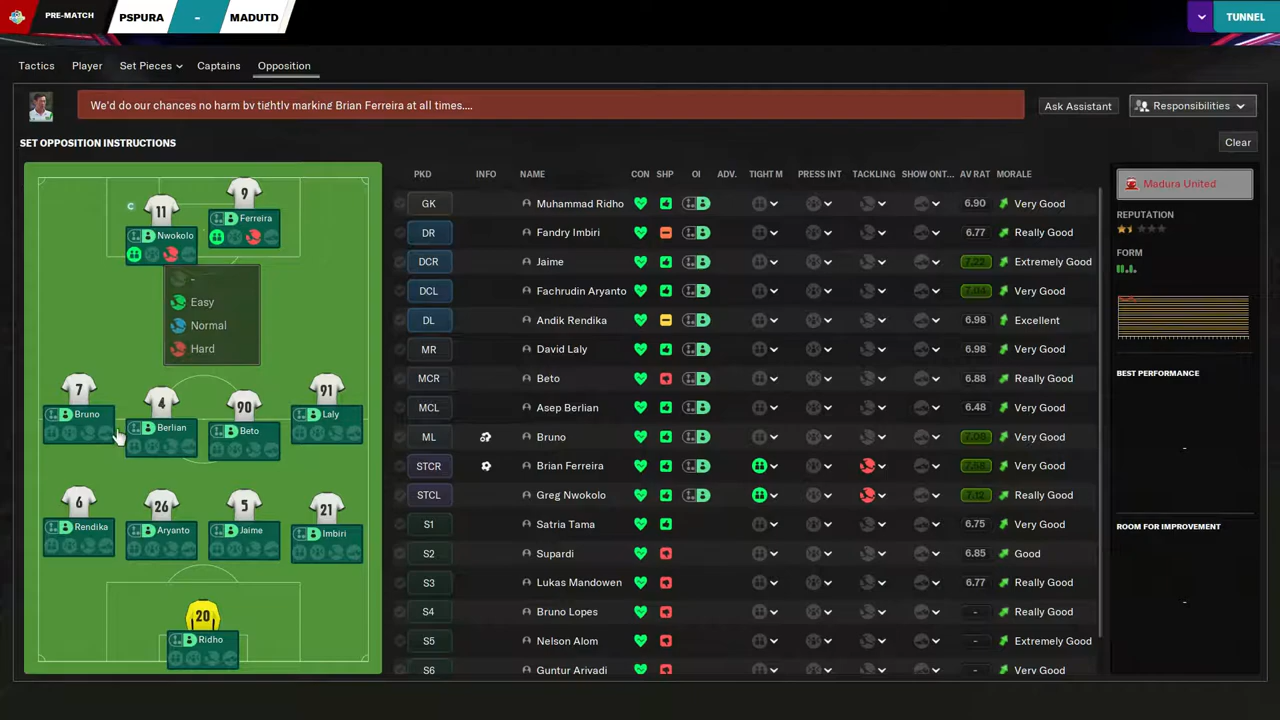 PRE-MATCH PSPURA - MADUTD TUNNEL
Tactics Player Set Pieces Captains Opposition
We'd do our chances no harm by tightly marking Brian Ferreira at all times.... Ask Assistant Responsibilities
SET OPPOSITION INSTRUCTIONS Clear
9
Ferreira
C 11
Nwokolo
-
Easy
Normal
Hard
7 4 90 91
Bruno Berlian Beto Laly
6 26 5 21
Rendika Aryanto Jaime Imbiri
20
Ridho
PKD INFO NAME CON SHP OI ADV. TIGHT M PRESS INT TACKLING SHOW ONT... AV RAT MORALE
GK Muhammad Ridho 6.90 Very Good
DR Fandry Imbiri 6.77 Really Good
DCR Jaime 7.22 Extremely Good
DCL Fachrudin Aryanto Very Good
DL Andik Rendika 6.98 Excellent
MR David Laly 6.98 Very Good
MCR Beto 6.88 Really Good
MCL Asep Berlian 6.48 Very Good
ML Bruno Very Good
STCR Brian Ferreira Very Good
STCL Greg Nwokolo 7.12 Really Good
S1 Satria Tama 6.75 Very Good
S2 Supardi 6.85 Good
S3 Lukas Mandowen 6.77 Really Good
S4 Bruno Lopes - Really Good
S5 Nelson Alom - Extremely Good
S6 Guntur Ariyadi - Very Good
Madura United
REPUTATION
FORM
BEST PERFORMANCE
-
ROOM FOR IMPROVEMENT
-